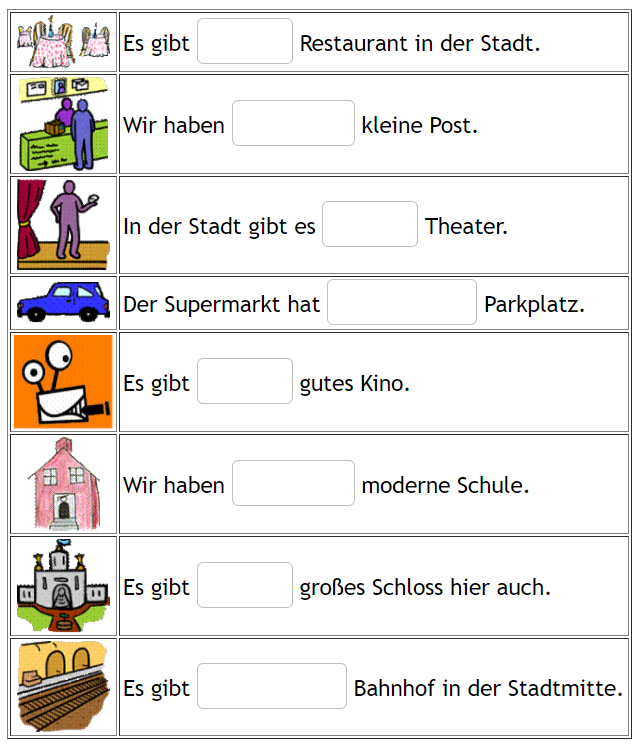 Es gibt Restaurant in der Stadt.
Wir haben kleine Post.
In der Stadt gibt es Theater.
Der Supermarkt hat Parkplatz.
Es gibt gutes Kino.
Wir haben moderne Schule.
Es gibt großes Schloss hier auch.
Es gibt Bahnhof in der Stadtmitte.